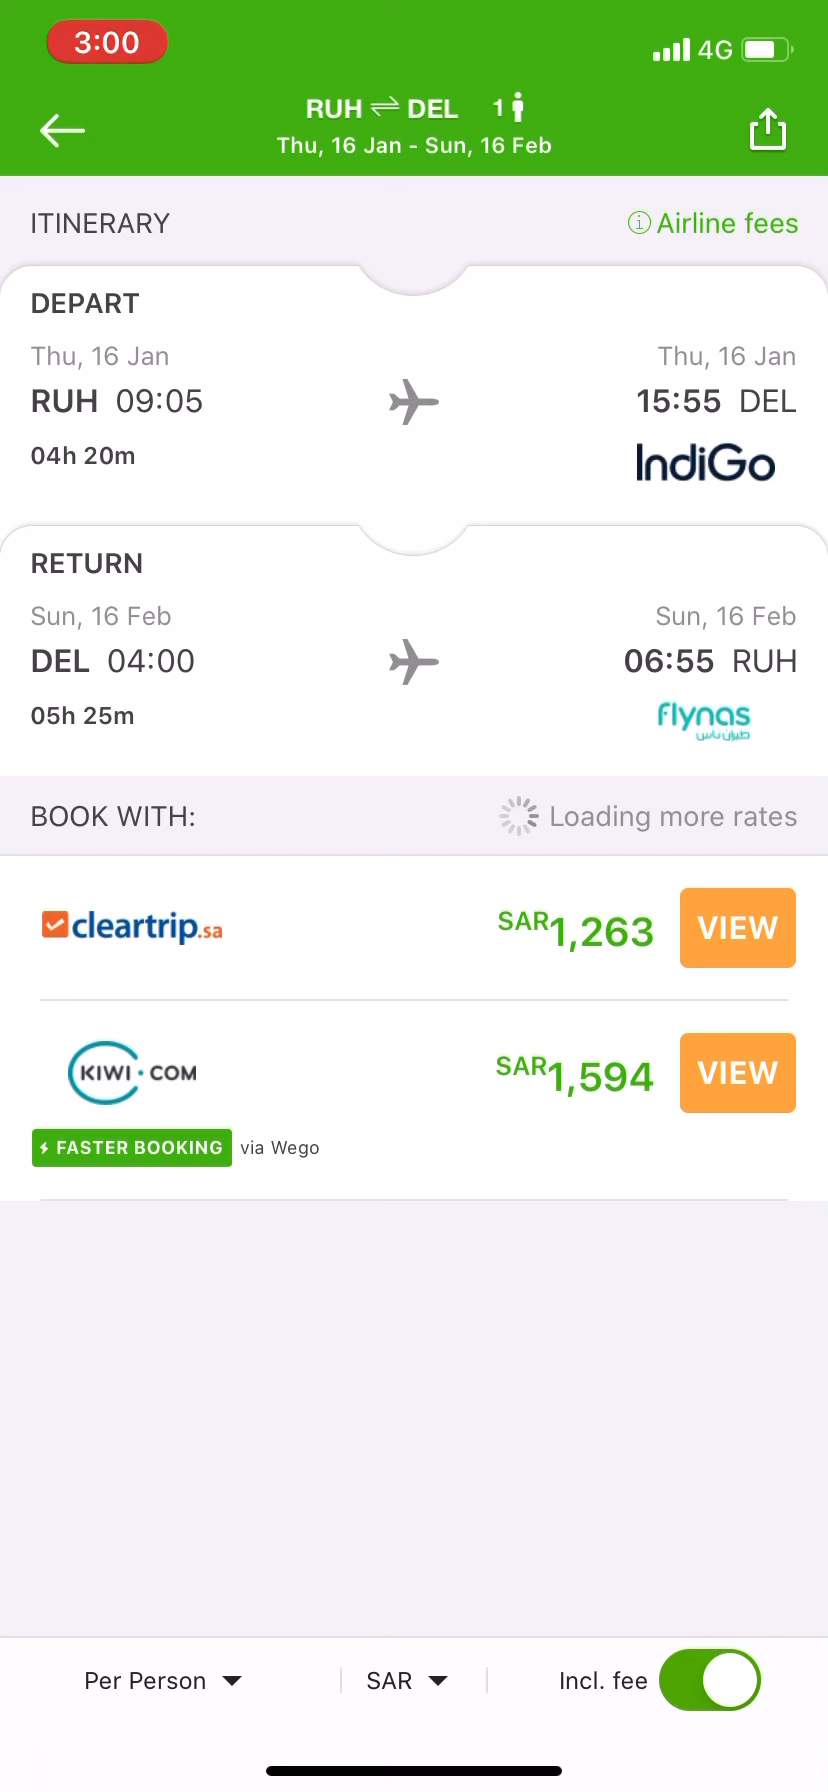 3:00
4G
RUH ⇌ DEL 1
Thu, 16 Jan - Sun, 16 Feb
ITINERARY
Airline fees
DEPART
Thu, 16 Jan
Thu, 16 Jan
RUH 09:05
15:55 DEL
04h 20m
IndiGo
RETURN
Sun, 16 Feb
Sun, 16 Feb
DEL 04:00
06:55 RUH
05h 25m
flynas
طيران ناس
BOOK WITH:
Loading more rates
cleartrip.sa
SAR1,263
VIEW
KIWI.COM
SAR1,594
VIEW
FASTER BOOKING via Wego
Per Person
SAR
Incl. fee